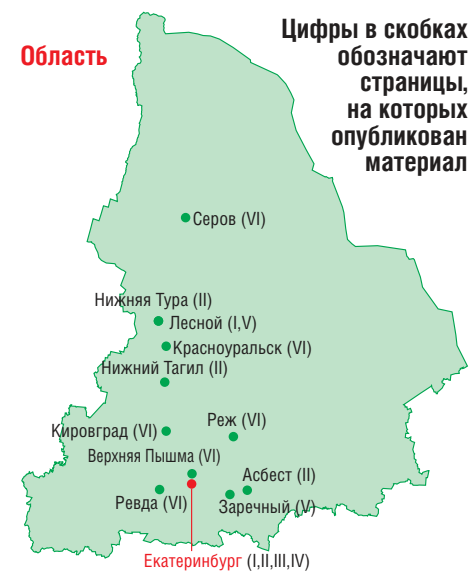 Область
Цифры в скобках
обозначают
страницы,
на которых
опубликован
материал
Серов (VI)
Нижняя Тура (II)
Лесной (I,V)
Красноуральск (VI)
Нижний Тагил (II)
Реж (VI)
Кировград (VI)
Верхняя Пышма (VI)
Асбест (II)
Ревда (VI)
Заречный (V)
Екатеринбург (I,II,III,IV)